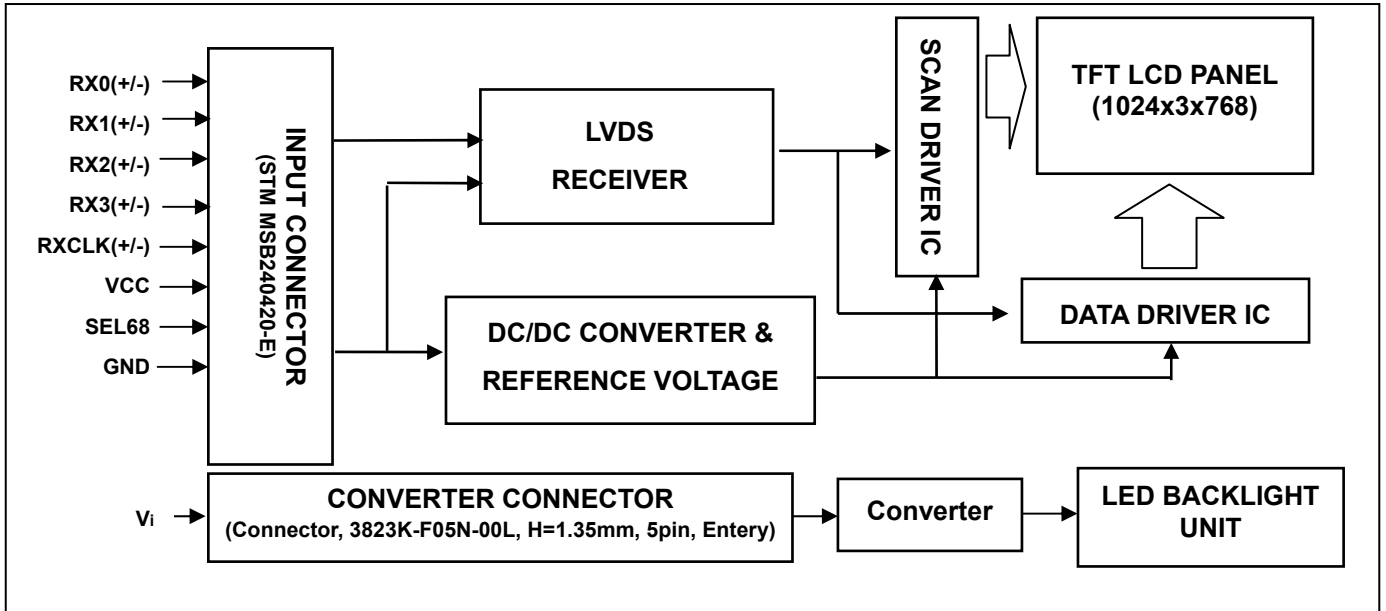 RX0(+/-)
RX1(+/-)
RX2(+/-)
RX3(+/-)
RXCLK(+/-)
VCC
SEL68
GND
INPUT CONNECTOR
(STM MSB240420-E)
LVDS
RECEIVER
DC/DC CONVERTER &
REFERENCE VOLTAGE
SCAN DRIVER IC
TFT LCD PANEL
(1024x3x768)
DATA DRIVER IC
Vi
CONVERTER CONNECTOR
(Connector, 3823K-F05N-00L, H=1.35mm, 5pin, Entery)
Converter
LED BACKLIGHT
UNIT